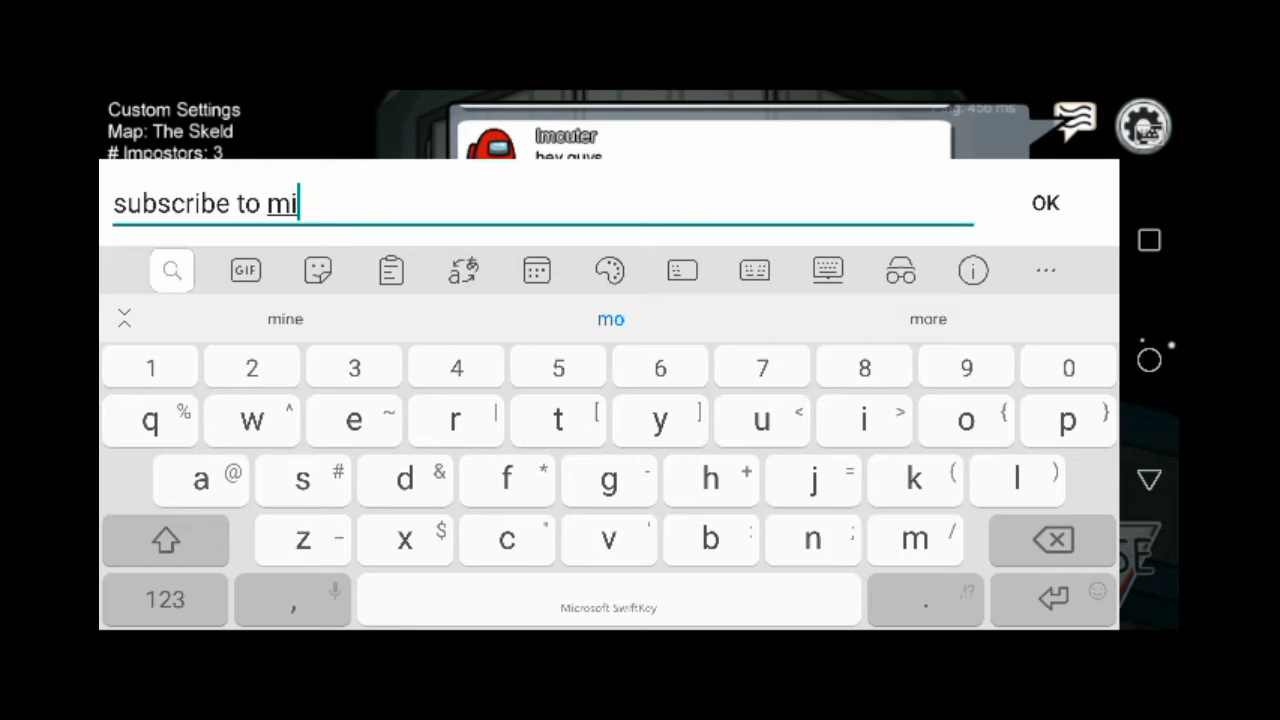 Custom Settings
Map: The Skeld
# Impostors: 3
Imcuter
hey guys
subscribe to mi
OK
GIF
mine
mo
more
1 2 3 4 5 6 7 8 9 0
q % w ^ e ~ r | t [ y ] u < i > o { p }
a @ s # d & f * g - h + j = k ( l )
z – x $ c " v ' b : n ; m /
123 , Microsoft SwiftKey . ,!?